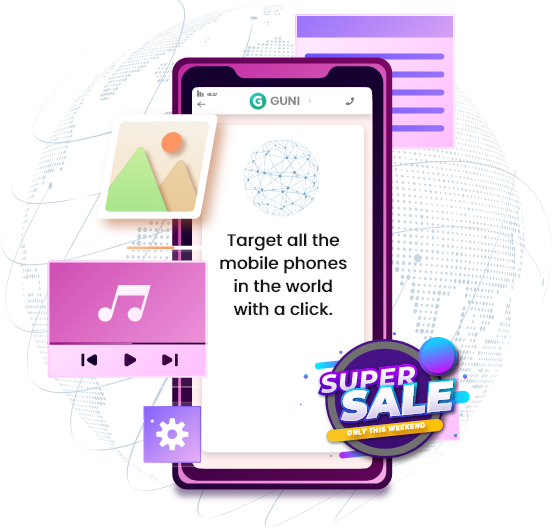 GUNI
Target all the
mobile phones
in the world
with a click.
SUPER
SALE
ONLY THIS WEEKEND